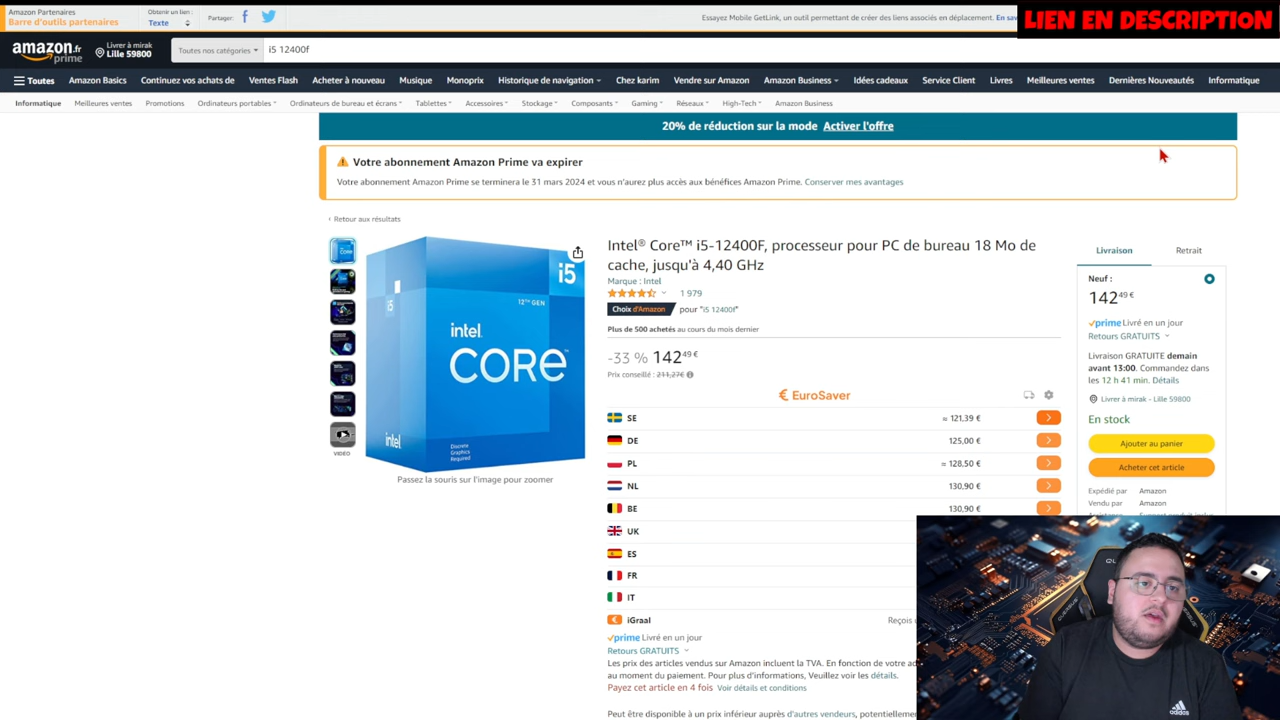 Amazon Partenaires
Barre d'outils partenaires
Obtenir un lien :
Texte
Partager:
Essayez Mobile GetLink, un outil permettant de créer des liens associés en déplacement. En sav
LIEN EN DESCRIPTION
amazon.fr
prime
Livrer à mirak
Lille 59800
Toutes nos catégories
i5 12400f
Toutes
Amazon Basics
Continuez vos achats de
Ventes Flash
Acheter à nouveau
Musique
Monoprix
Historique de navigation
Chez karim
Vendre sur Amazon
Amazon Business
Idées cadeaux
Service Client
Livres
Meilleures ventes
Dernières Nouveautés
Informatique
Informatique
Meilleures ventes
Promotions
Ordinateurs portables
Ordinateurs de bureau et écrans
Tablettes
Accessoires
Stockage
Composants
Gaming
Réseaux
High-Tech
Amazon Business
20% de réduction sur la mode Activer l'offre
Votre abonnement Amazon Prime va expirer
Votre abonnement Amazon Prime se terminera le 31 mars 2024 et vous n'aurez plus accès aux bénéfices Amazon Prime. Conserver mes avantages
‹ Retour aux résultats
i5
i5
12TH GEN
intel.
CORE™
intel
Discrete
Graphics
Required
VIDÉO
Passez la souris sur l'image pour zoomer
Intel® Core™ i5-12400F, processeur pour PC de bureau 18 Mo de
cache, jusqu'à 4,40 GHz
Marque : Intel
1 979
Choix d'Amazon pour "i5 12400f"
Plus de 500 achetés au cours du mois dernier
-33 % 142,49 €
Prix conseillé : 211,27€
€ EuroSaver
SE ≈ 121.39 €
DE 125,00 €
PL ≈ 128,50 €
NL 130,90 €
BE 130,90 €
UK
ES
FR
IT
iGraal Reçois
prime Livré en un jour
Retours GRATUITS
Les prix des articles vendus sur Amazon incluent la TVA. En fonction de votre
au moment du paiement. Pour plus d'informations, Veuillez voir les détails.
Payez cet article en 4 fois Voir détails et conditions
Peut être disponible à un prix inférieur auprès d'autres vendeurs, potentiellement
Livraison
Retrait
Neuf :
142,49 €
prime Livré en un jour
Retours GRATUITS
Livraison GRATUITE demain
avant 13:00. Commandez dans
les 12 h 41 min. Détails
Livrer à mirak - Lille 59800
En stock
Ajouter au panier
Acheter cet article
Expédié par Amazon
Vendu par Amazon
adidas